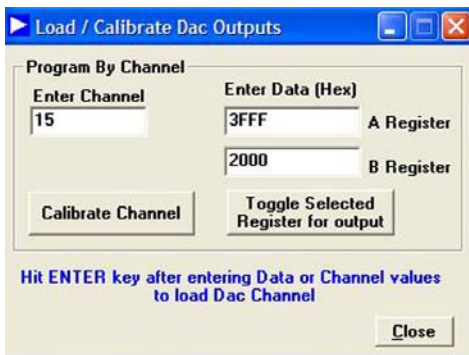 Load / Calibrate Dac Outputs
Program By Channel
Enter Channel
Enter Data (Hex)
15
3FFF
A Register
2000
B Register
Calibrate Channel
Toggle Selected
Register for output
Hit ENTER key after entering Data or Channel values
to load Dac Channel
Close